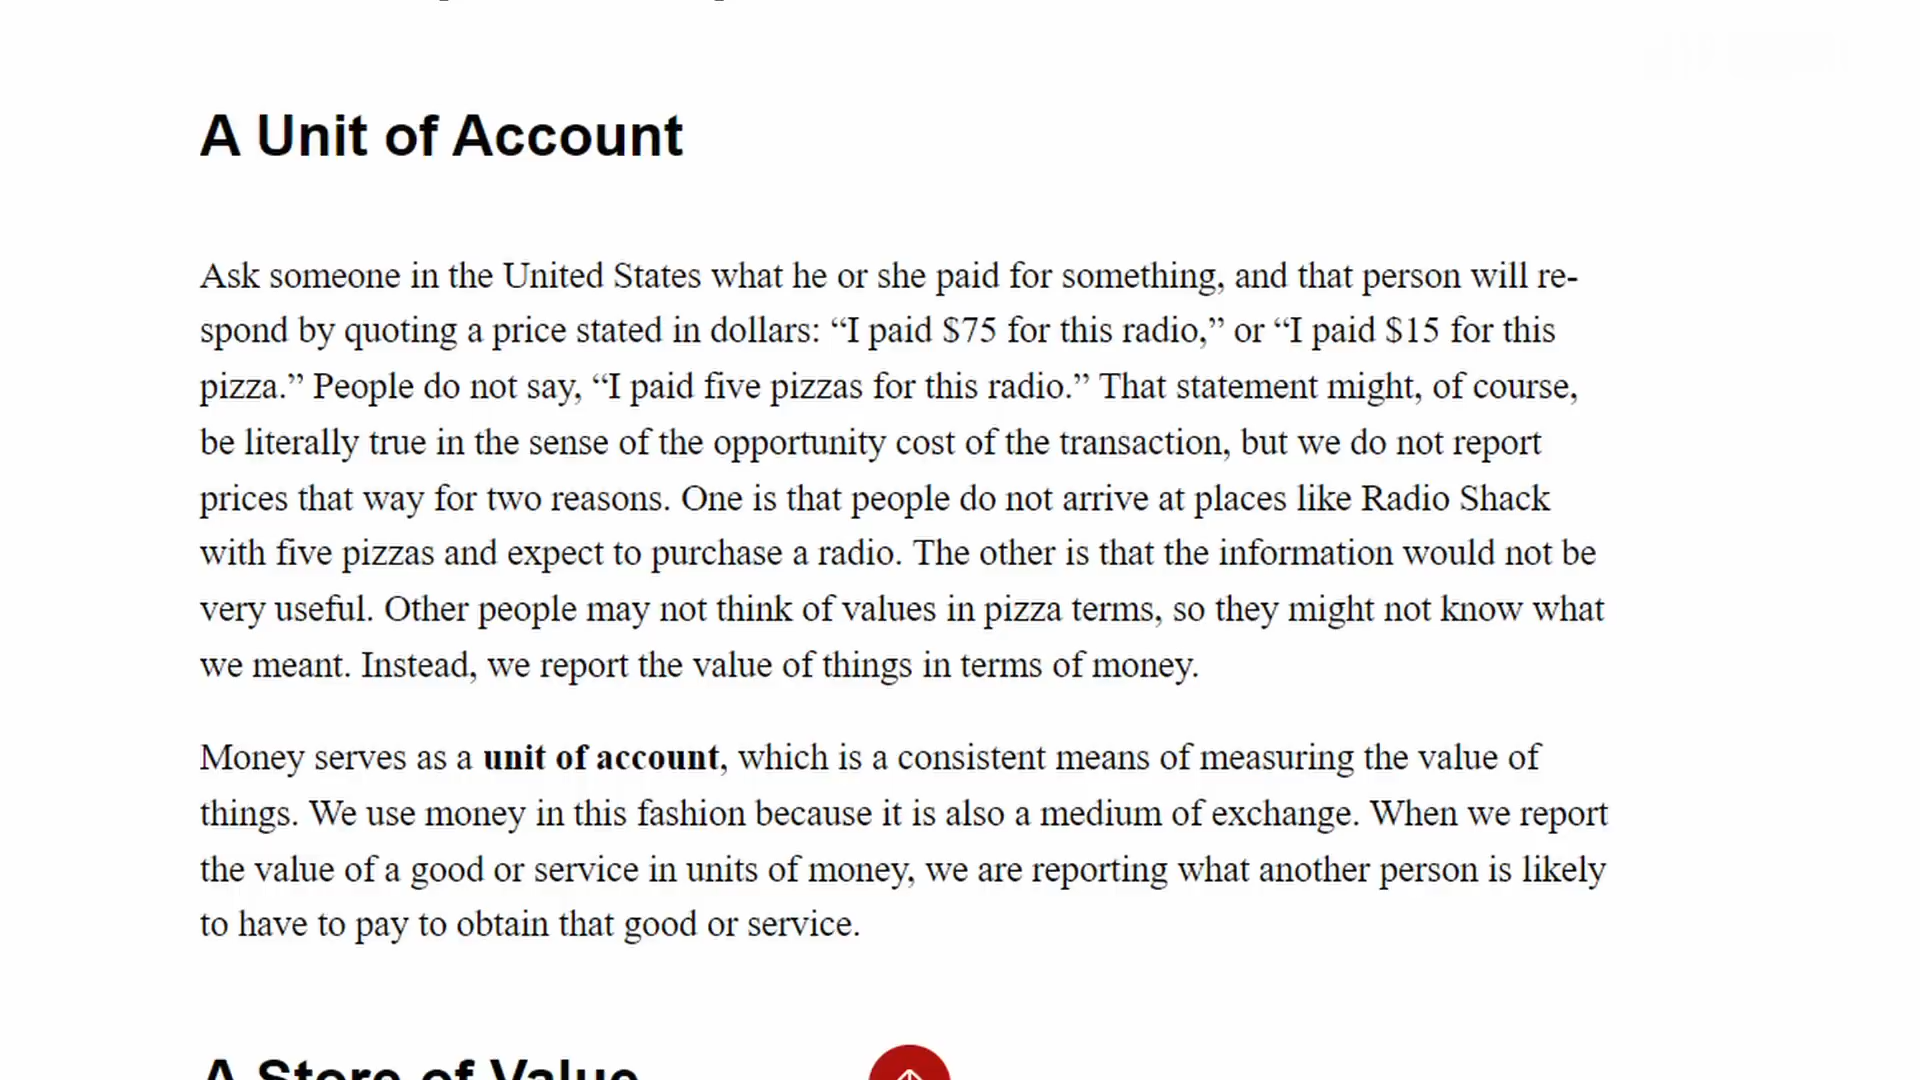 A Unit of Account
Ask someone in the United States what he or she paid for something, and that person will re-
spond by quoting a price stated in dollars: “I paid $75 for this radio,” or “I paid $15 for this
pizza.” People do not say, “I paid five pizzas for this radio.” That statement might, of course,
be literally true in the sense of the opportunity cost of the transaction, but we do not report
prices that way for two reasons. One is that people do not arrive at places like Radio Shack
with five pizzas and expect to purchase a radio. The other is that the information would not be
very useful. Other people may not think of values in pizza terms, so they might not know what
we meant. Instead, we report the value of things in terms of money.
Money serves as a unit of account, which is a consistent means of measuring the value of
things. We use money in this fashion because it is also a medium of exchange. When we report
the value of a good or service in units of money, we are reporting what another person is likely
to have to pay to obtain that good or service.
A Store of Value